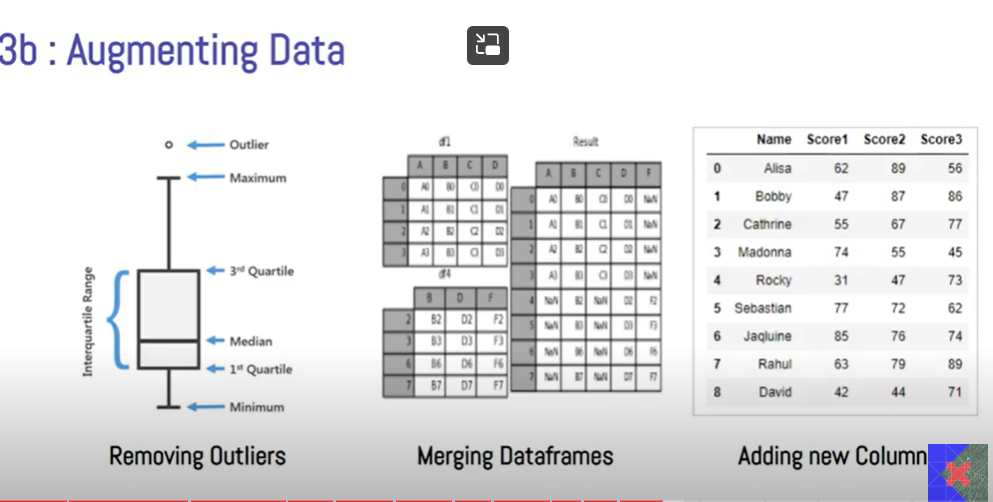 3b : Augmenting Data
Outlier
Maximum
3rd Quartile
Interquartile Range
Median
1st Quartile
Minimum
Removing Outliers
df1
A B C D
0 A0 B0 C0 D0
1 A1 B1 C1 D1
2 A2 B2 C2 D2
3 A3 B3 C3 D3
df4
B D F
2 B2 D2 F2
3 B3 D3 F3
6 B6 D6 F6
7 B7 D7 F7
Result
A B C D F
0 A0 B0 C0 D0 NaN
1 A1 B1 C1 D1 NaN
2 A2 B2 C2 D2 NaN
3 A3 B3 C3 D3 NaN
4 NaN B2 NaN D2 F2
5 NaN B3 NaN D3 F3
6 NaN B6 NaN D6 F6
7 NaN B7 NaN D7 F7
Merging Dataframes
Name Score1 Score2 Score3
0 Alisa 62 89 56
1 Bobby 47 87 86
2 Cathrine 55 67 77
3 Madonna 74 55 45
4 Rocky 31 47 73
5 Sebastian 77 72 62
6 Jaqluine 85 76 74
7 Rahul 63 79 89
8 David 42 44 71
Adding new Column